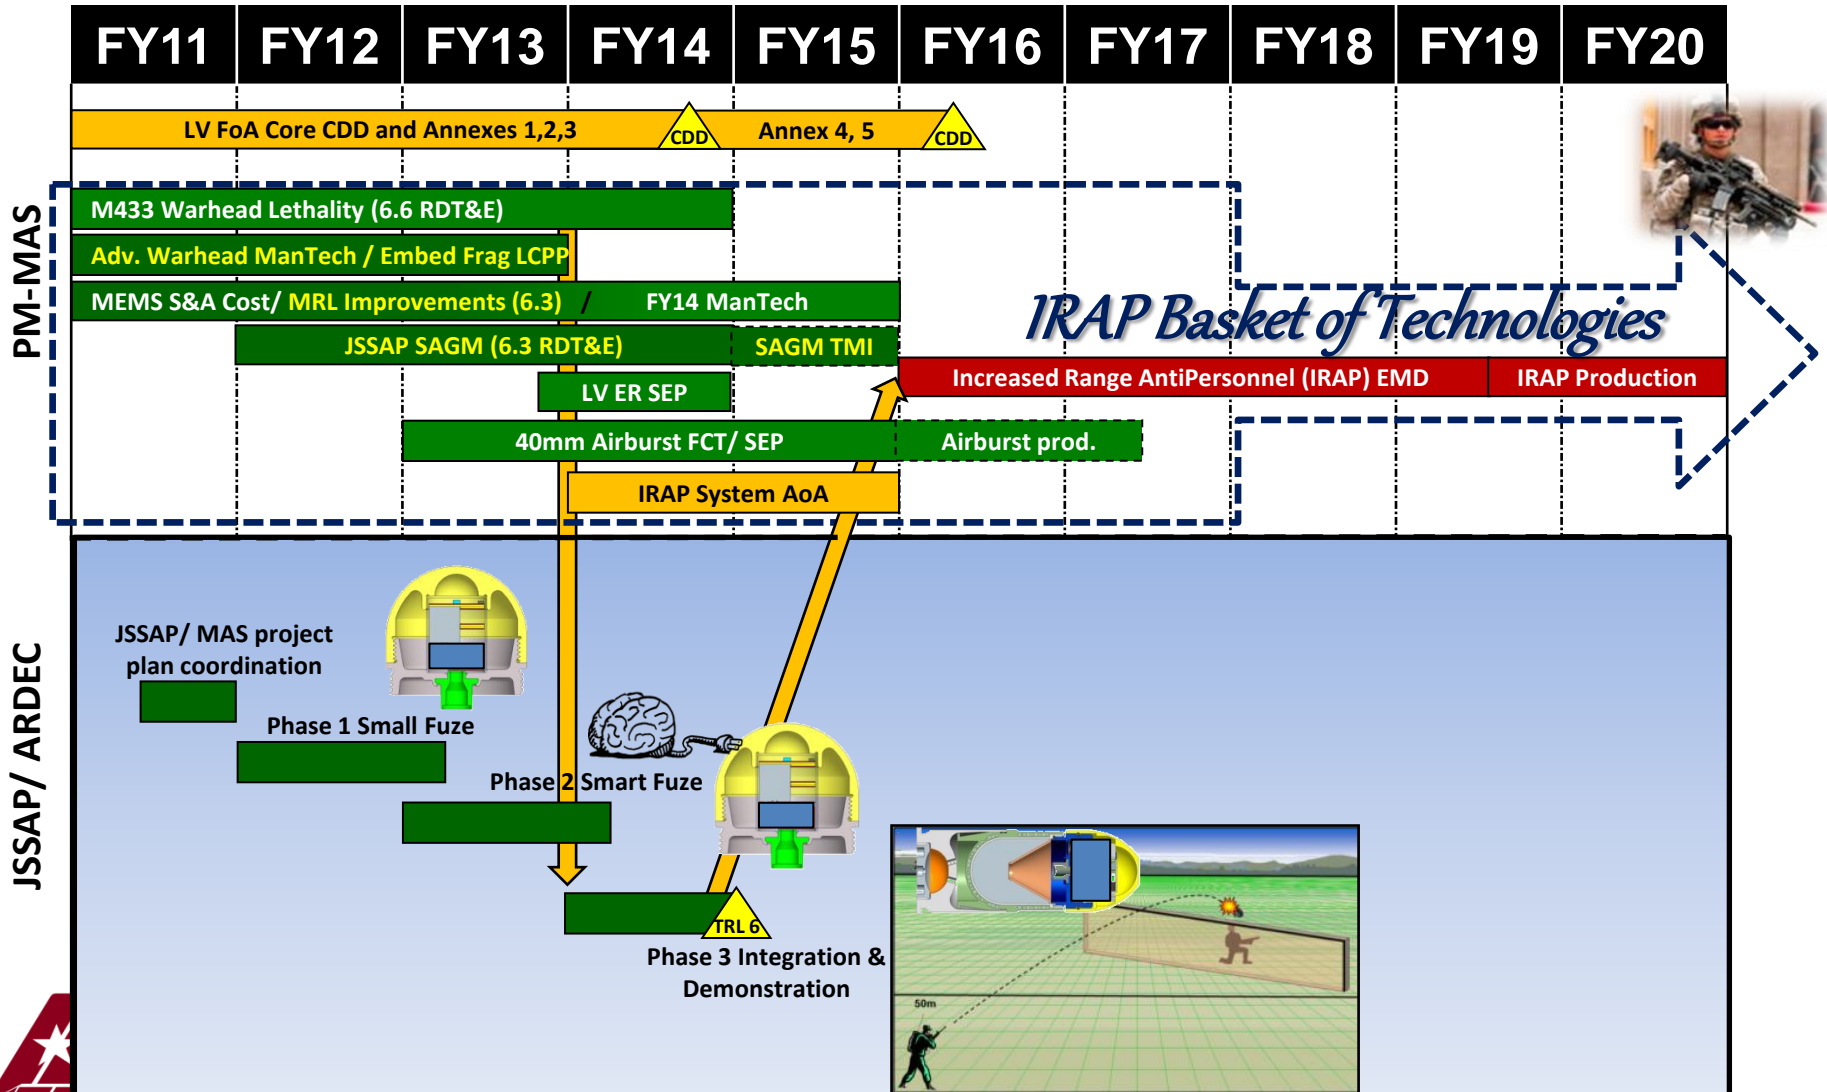 FY11 FY12 FY13 FY14 FY15 FY16 FY17 FY18 FY19 FY20
LV FoA Core CDD and Annexes 1,2,3
CDD
Annex 4, 5
CDD
PM-MAS
M433 Warhead Lethality (6.6 RDT&E)
Adv. Warhead ManTech / Embed Frag LCPP
MEMS S&A Cost/ MRL Improvements (6.3) / FY14 ManTech
IRAP Basket of Technologies
JSSAP SAGM (6.3 RDT&E)
SAGM TMI
Increased Range AntiPersonnel (IRAP) EMD
IRAP Production
LV ER SEP
40mm Airburst FCT/ SEP
Airburst prod.
IRAP System AoA
JSSAP/ ARDEC
JSSAP/ MAS project
plan coordination
Phase 1 Small Fuze
Phase 2 Smart Fuze
TRL 6
Phase 3 Integration &
Demonstration
50m